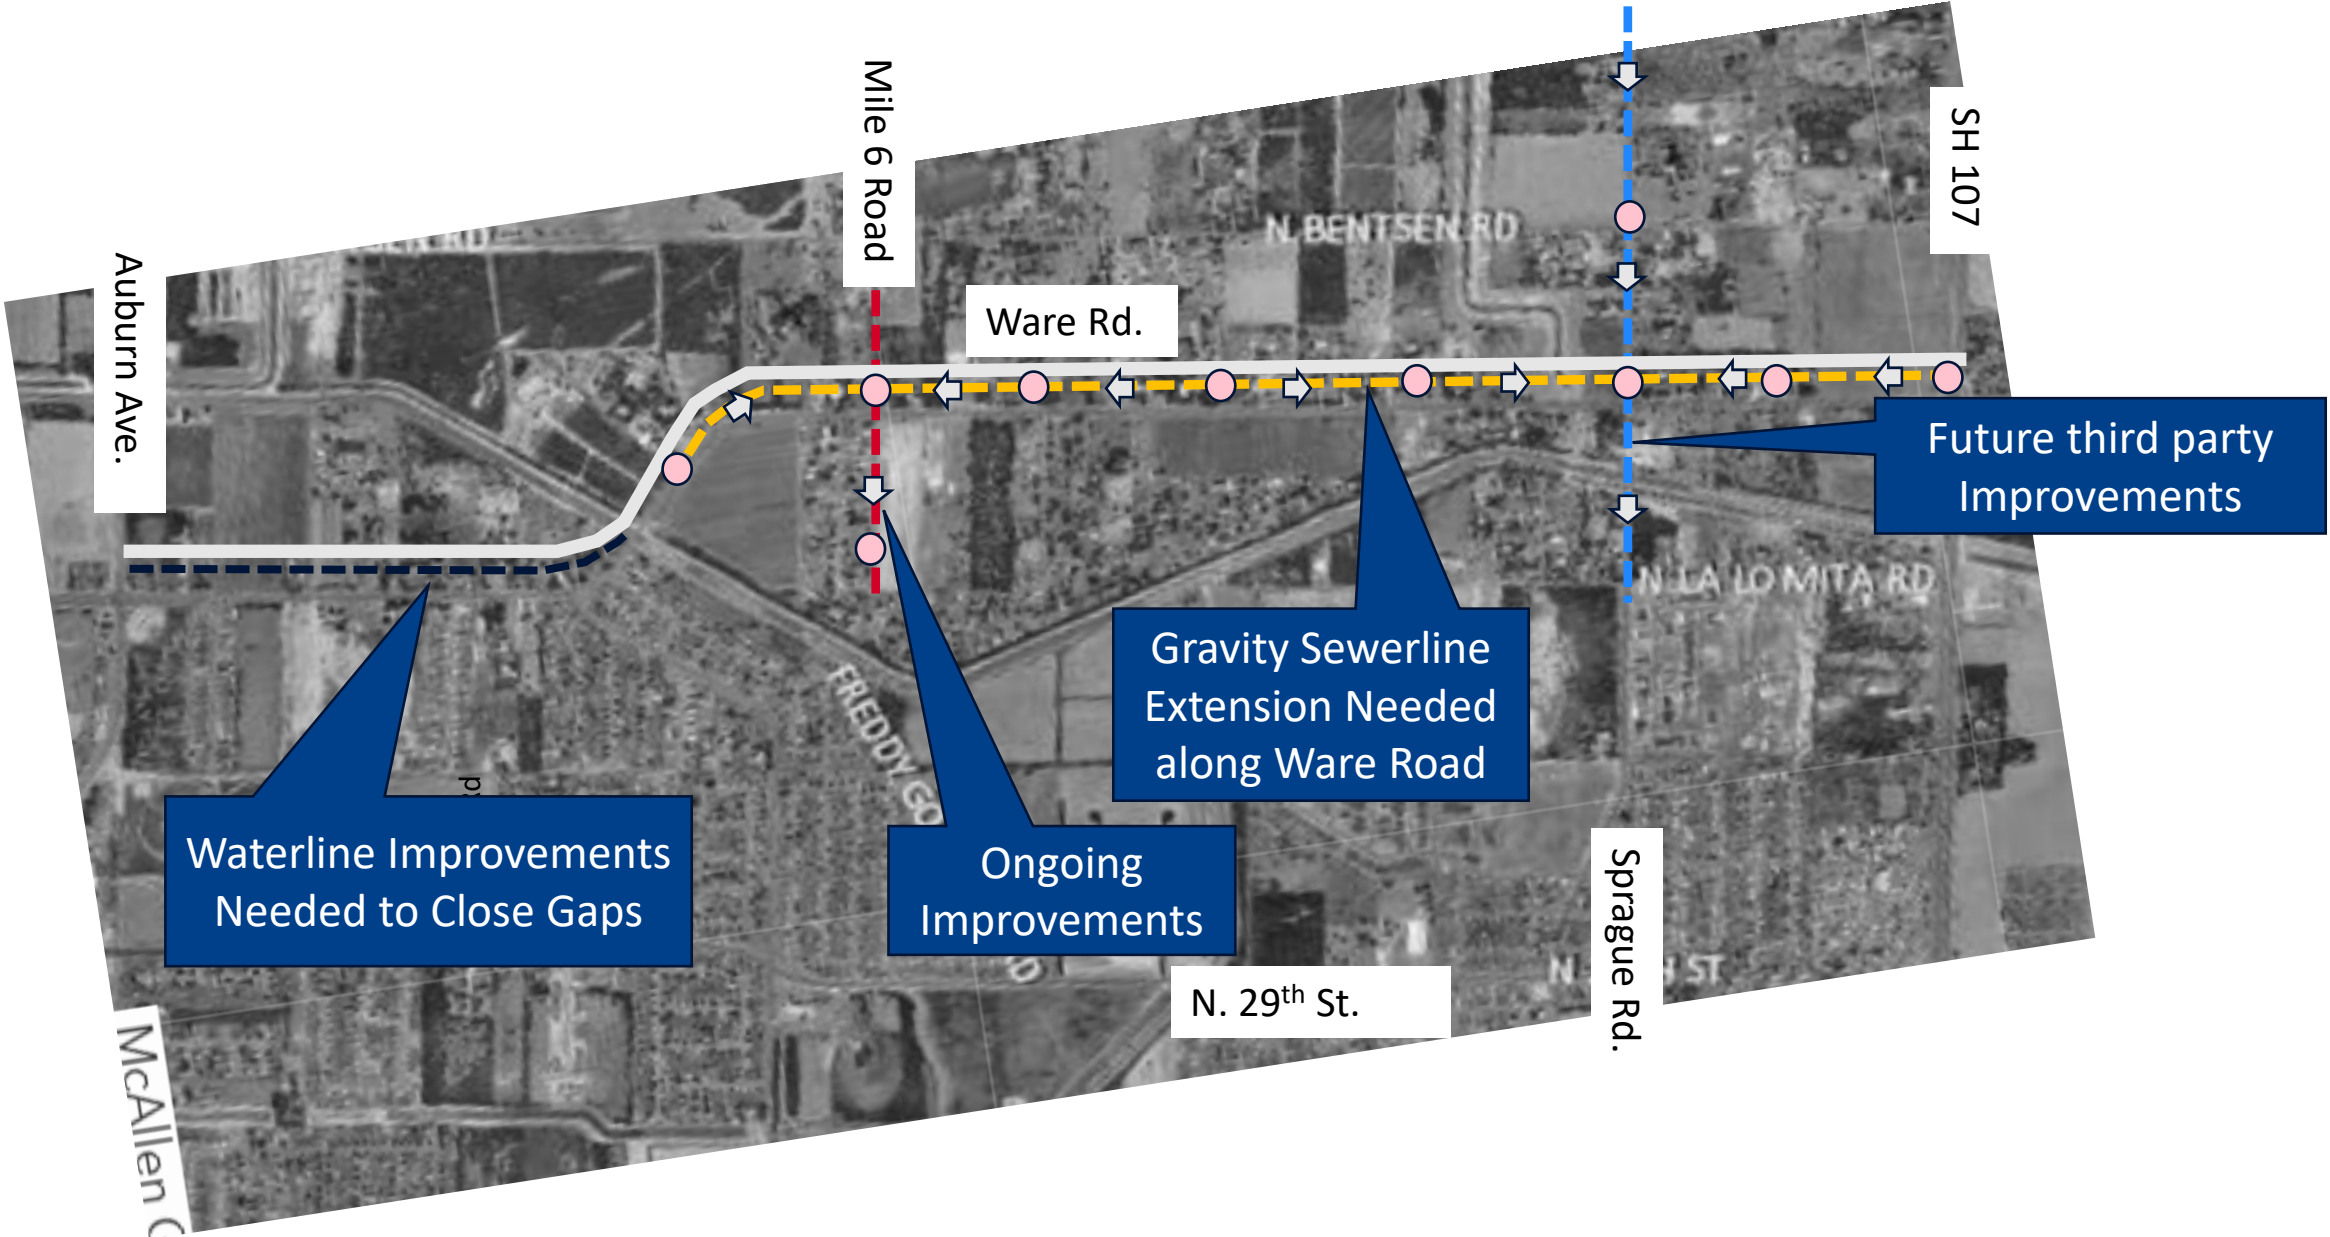 Mile 6 Road
SH 107
N. BENTSEN RD
Auburn Ave.
Ware Rd.
Future third party
Improvements
N LA LOMITA RD
Gravity Sewerline
Extension Needed
along Ware Road
FREDDY
Waterline Improvements
Needed to Close Gaps
Ongoing
Improvements
Sprague Rd.
N. 29th St.
N ST
McAllen